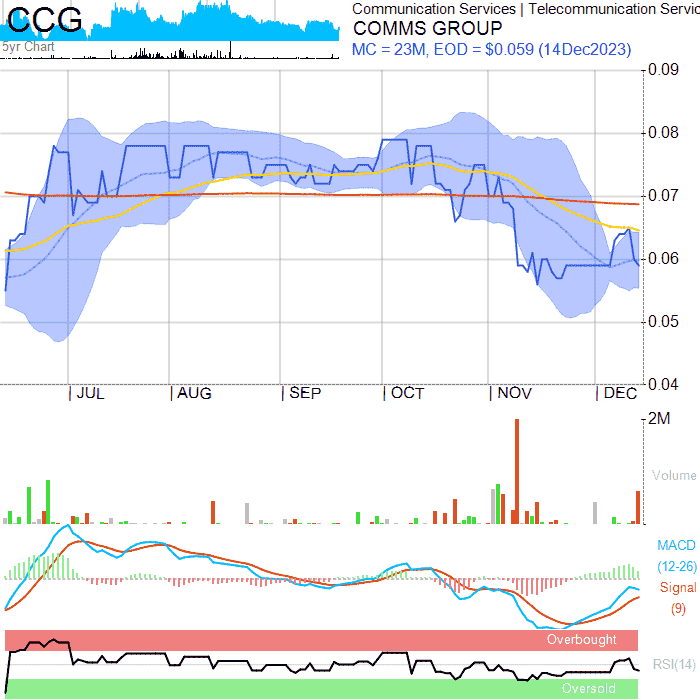 CCG
5yr Chart
Communication Services | Telecommunication Servic
COMMS GROUP
MC = 23M, EOD = $0.059 (14Dec2023)
0.09
0.08
0.07
0.06
0.05
0.04
JUL AUG SEP OCT NOV DEC
2M
Volume
MACD
(12-26)
Signal
(9)
Overbought
RSI(14)
Oversold